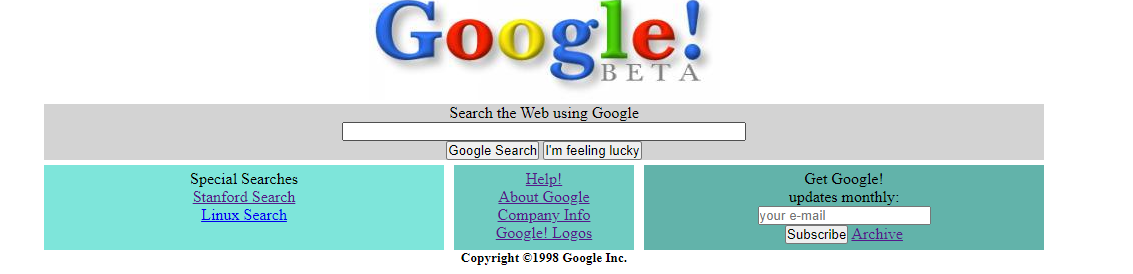 Google!
BETA
Search the Web using Google
Google Search I'm feeling lucky
Special Searches
Stanford Search
Linux Search
Help!
About Google
Company Info
Google! Logos
Get Google!
updates monthly:
your e-mail
Subscribe Archive
Copyright ©1998 Google Inc.